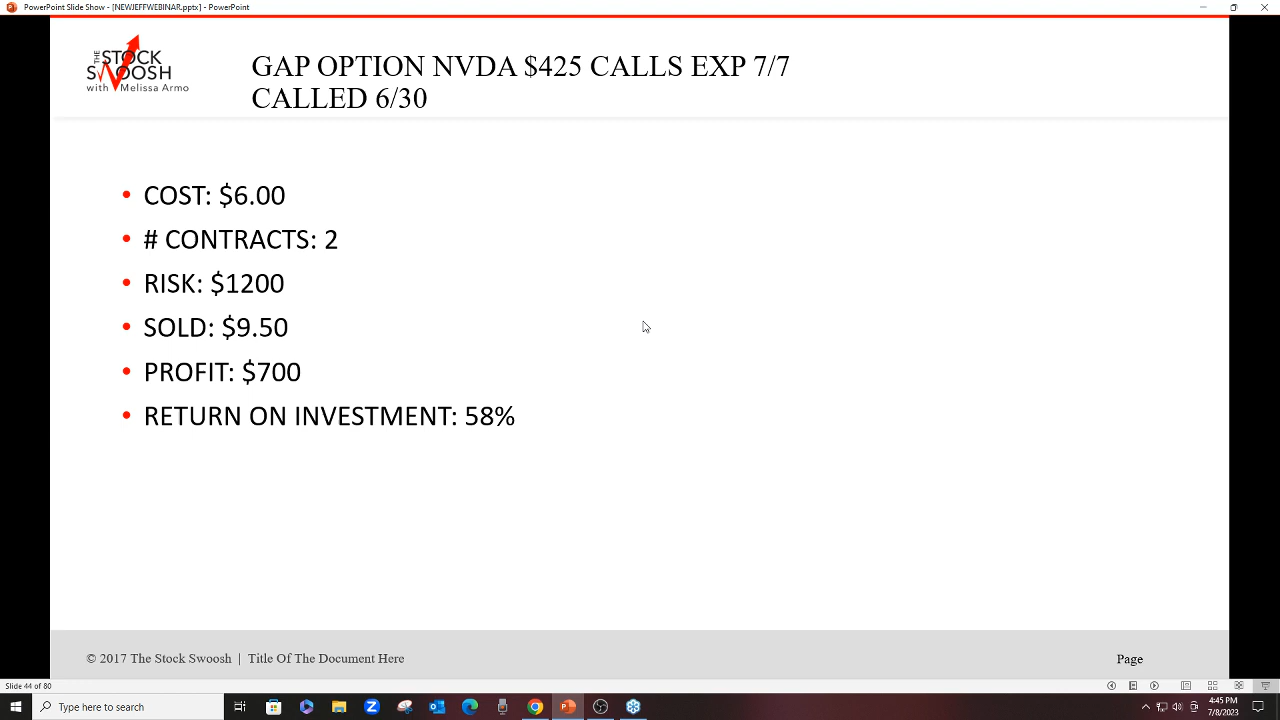 PowerPoint Slide Show - [NEWJEFFWEBINAR.pptx] - PowerPoint
THE STOCK
SWOOSH
with Melissa Armo
GAP OPTION NVDA $425 CALLS EXP 7/7
CALLED 6/30
• COST: $6.00
• # CONTRACTS: 2
• RISK: $1200
• SOLD: $9.50
• PROFIT: $700
• RETURN ON INVESTMENT: 58%
© 2017 The Stock Swoosh | Title Of The Document Here
Page
Slide 44 of 80
Type here to search
4:45 PM
7/8/2023